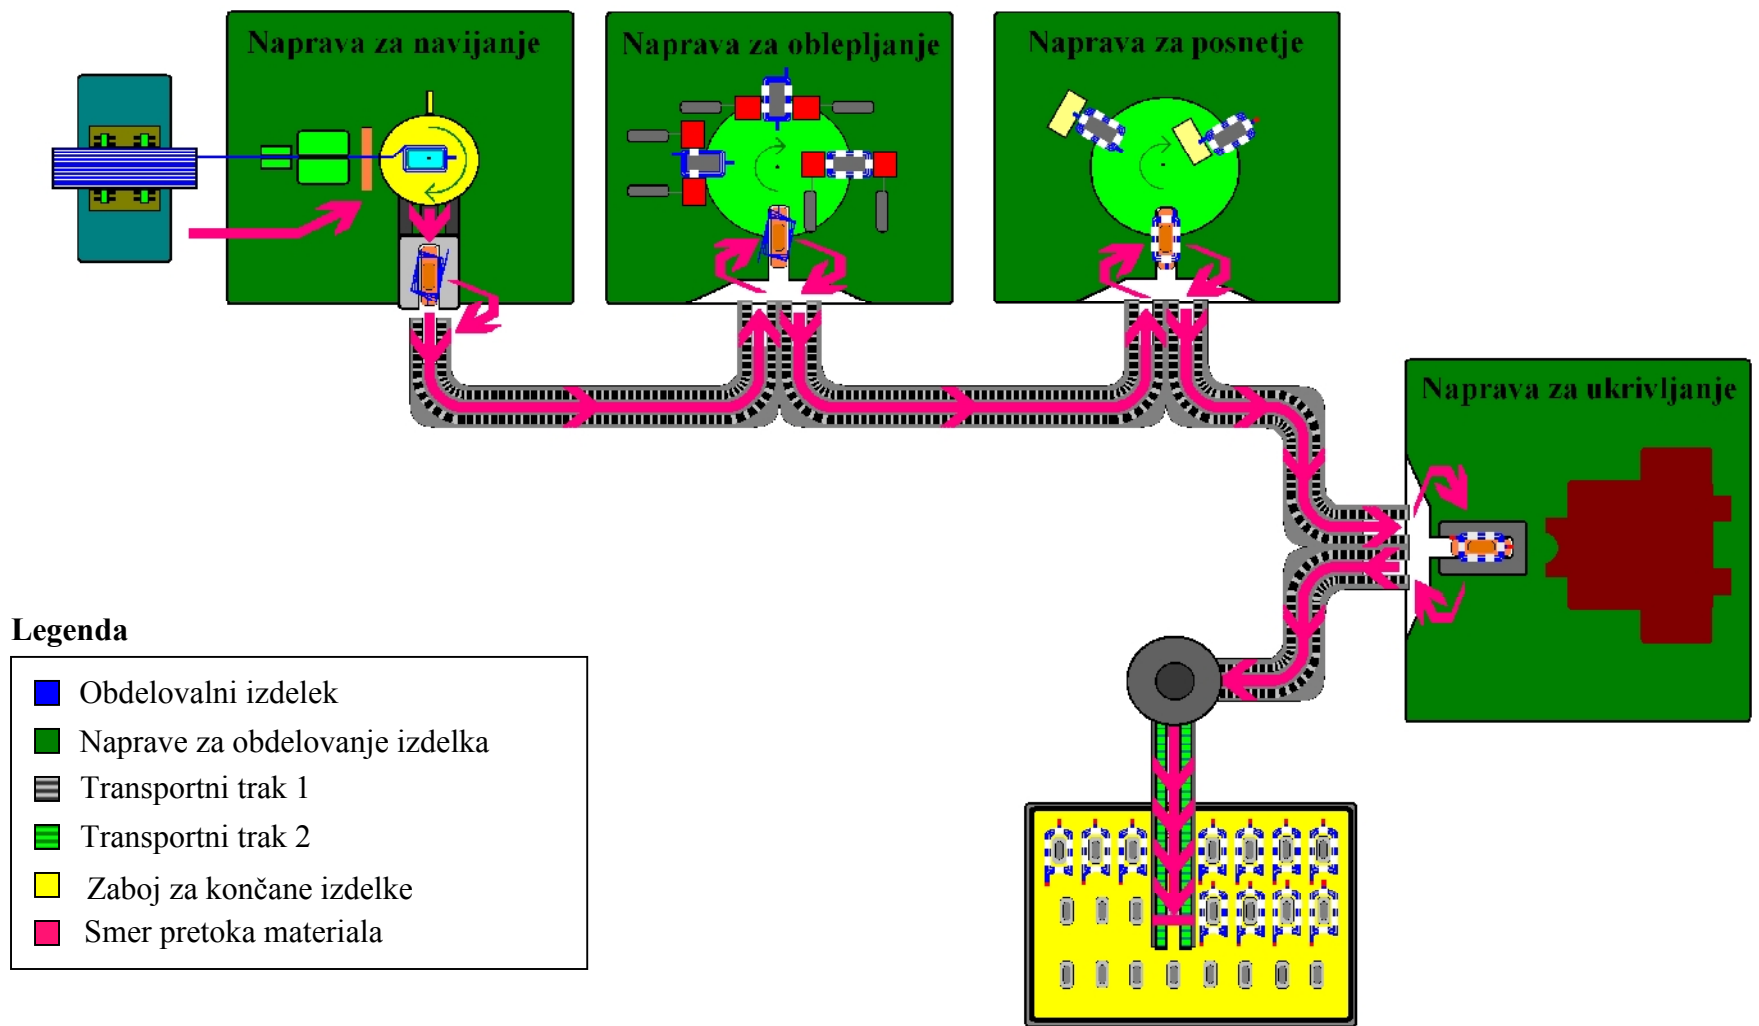 Naprava za navijanje
Naprava za oblepljanje
Naprava za posnetje
Naprava za ukrivljanje
Legenda
Obdelovalni izdelek
Naprave za obdelovanje izdelka
Transportni trak 1
Transportni trak 2
Zaboj za končane izdelke
Smer pretoka materiala